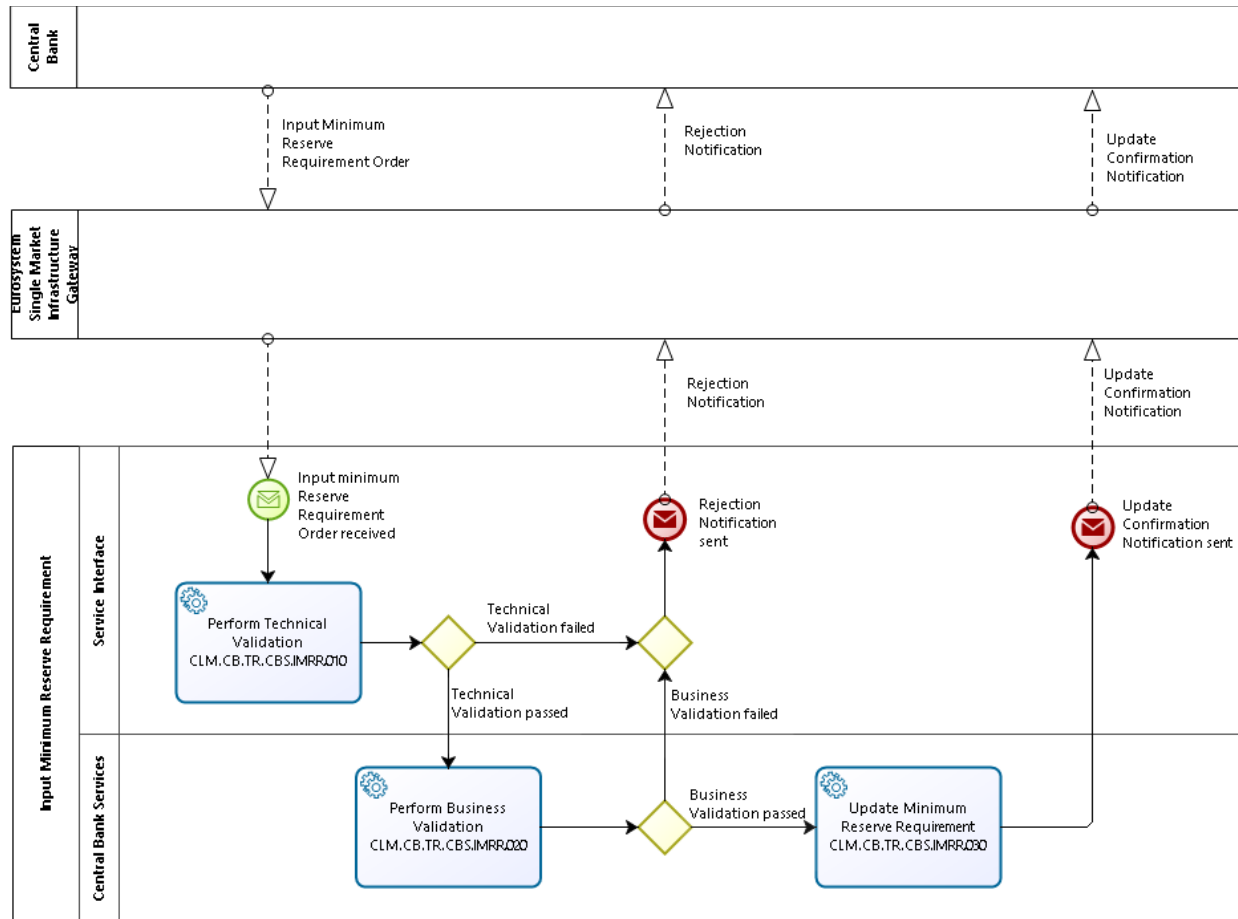 Central
Bank
Input Minimum
Reserve
Requirement Order
Rejection
Notification
Update
Confirmation
Notification
Eurosystem
Single Market
Infrastructure
Gateway
Rejection
Notification
Update
Confirmation
Notification
Input Minimum Reserve Requirement
Service Interface
Input minimum
Reserve
Requirement
Order received
Rejection
Notification
sent
Update
Confirmation
Notification sent
Perform Technical
Validation
CLM.CB.TR.CBS.IMRR.010
Technical
Validation failed
Technical
Validation passed
Business
Validation failed
Central Bank Services
Perform Business
Validation
CLM.CB.TR.CBS.IMRR.020
Business
Validation passed
Update Minimum
Reserve Requirement
CLM.CB.TR.CBS.IMRR.030